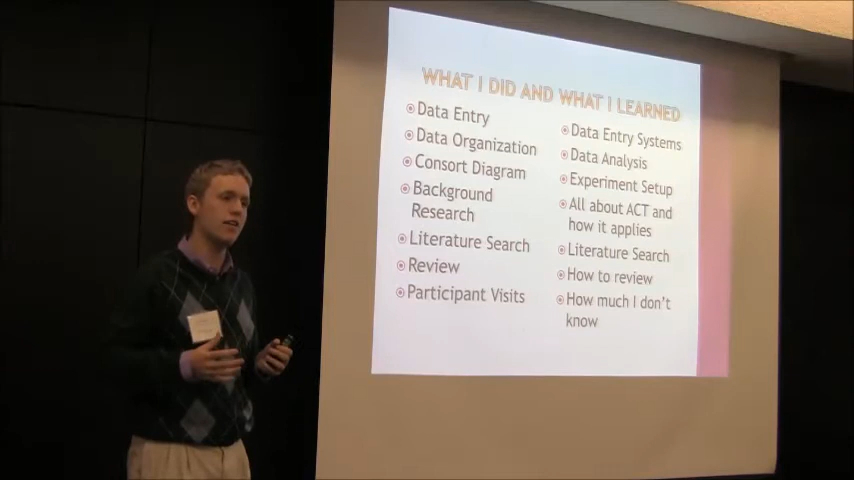 WHAT I DID AND WHAT I LEARNED
Data Entry
Data Organization
Consort Diagram
Background
Research
Literature Search
Review
Participant Visits
Data Entry Systems
Data Analysis
Experiment Setup
All about ACT and
how it applies
Literature Search
How to review
How much I don't
know